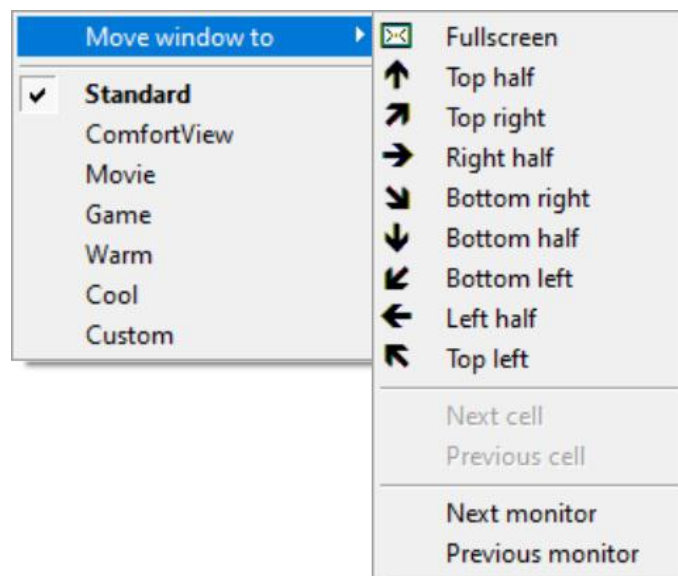 Move window to
Standard
ComfortView
Movie
Game
Warm
Cool
Custom
Fullscreen
Top half
Top right
Right half
Bottom right
Bottom half
Bottom left
Left half
Top left
Next cell
Previous cell
Next monitor
Previous monitor